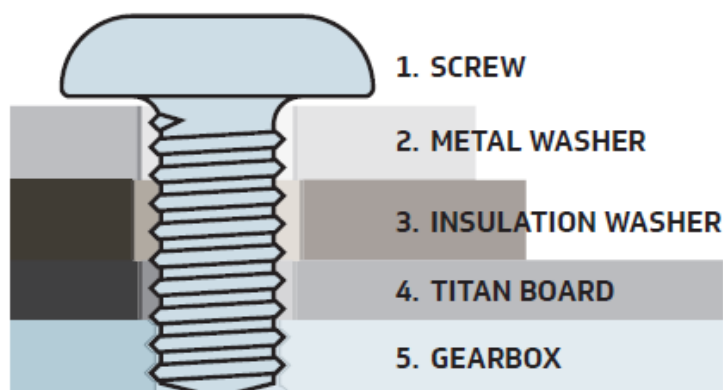 1. SCREW
2. METAL WASHER
3. INSULATION WASHER
4. TITAN BOARD
5. GEARBOX